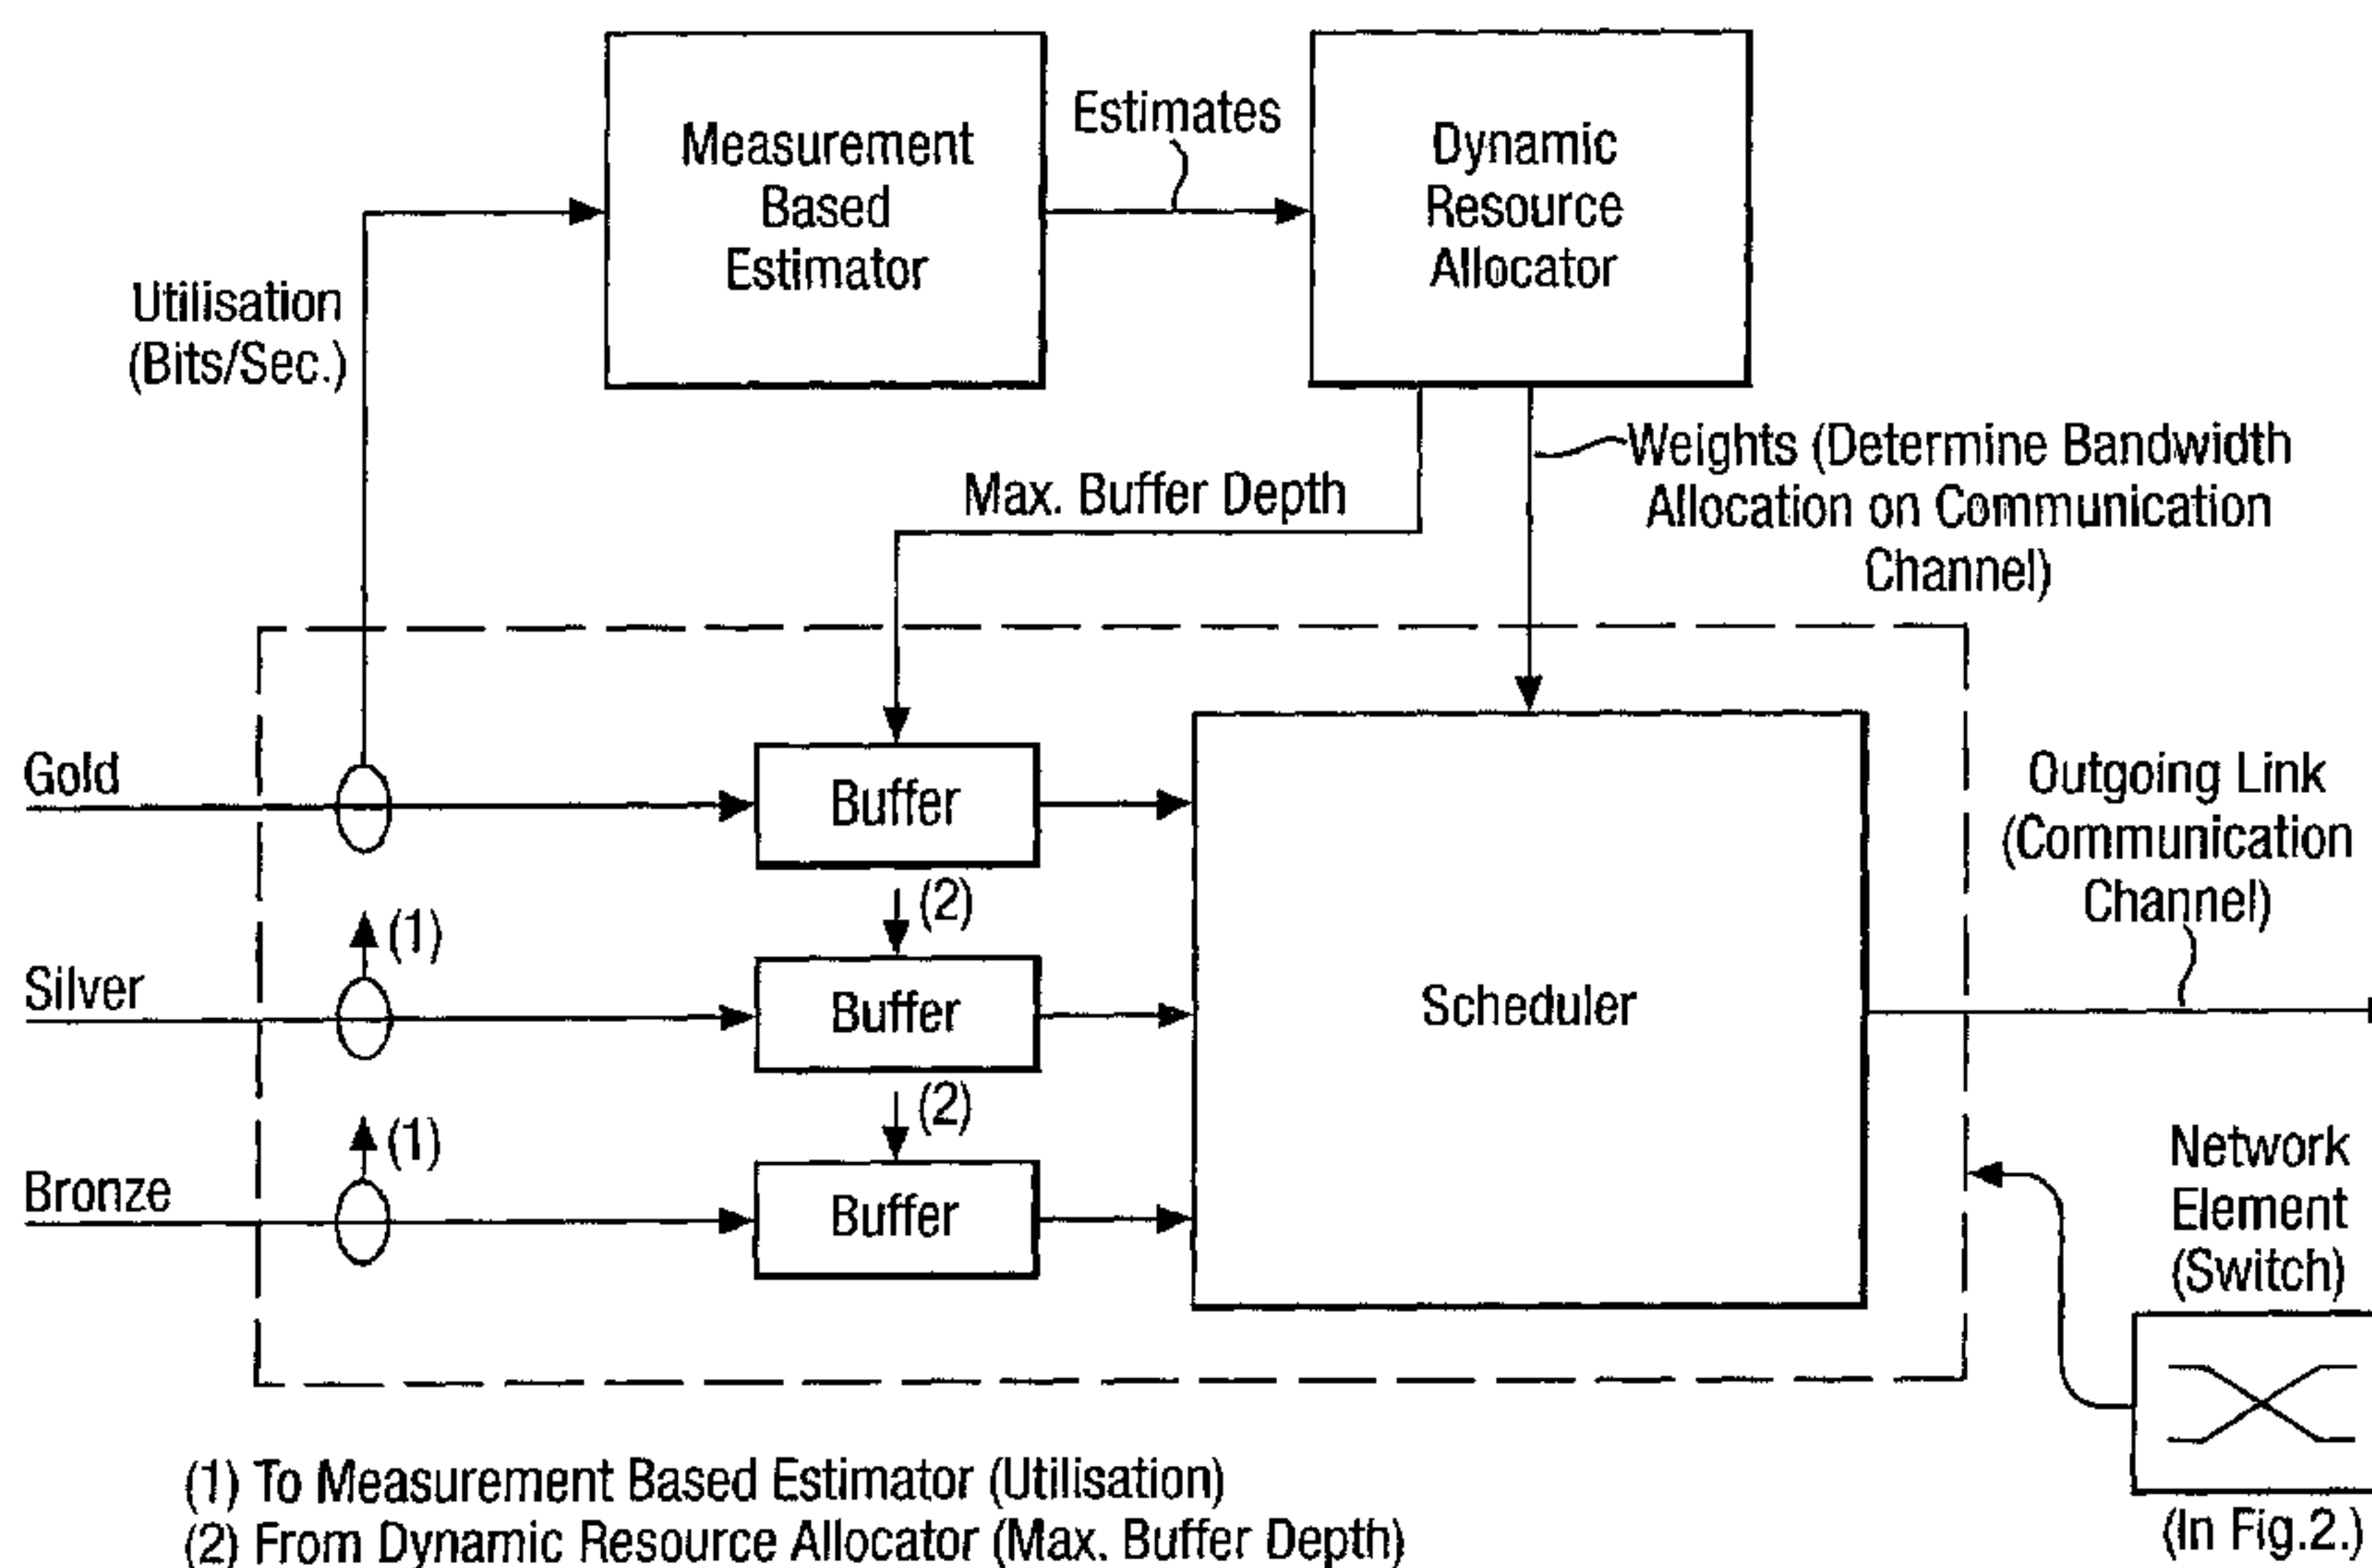 Measurement
Based
Estimator
Estimates
Dynamic
Resource
Allocator
Utilisation
(Bits/Sec.)
Max. Buffer Depth
Weights (Determine Bandwidth
Allocation on Communication
Channel)
Gold
Buffer
(2)
Outgoing Link
(Communication
Channel)
(1)
Silver
Buffer
Scheduler
(2)
(1)
Bronze
Buffer
Network
Element
(Switch)
(1) To Measurement Based Estimator (Utilisation)
(2) From Dynamic Resource Allocator (Max. Buffer Depth)
(In Fig.2.)